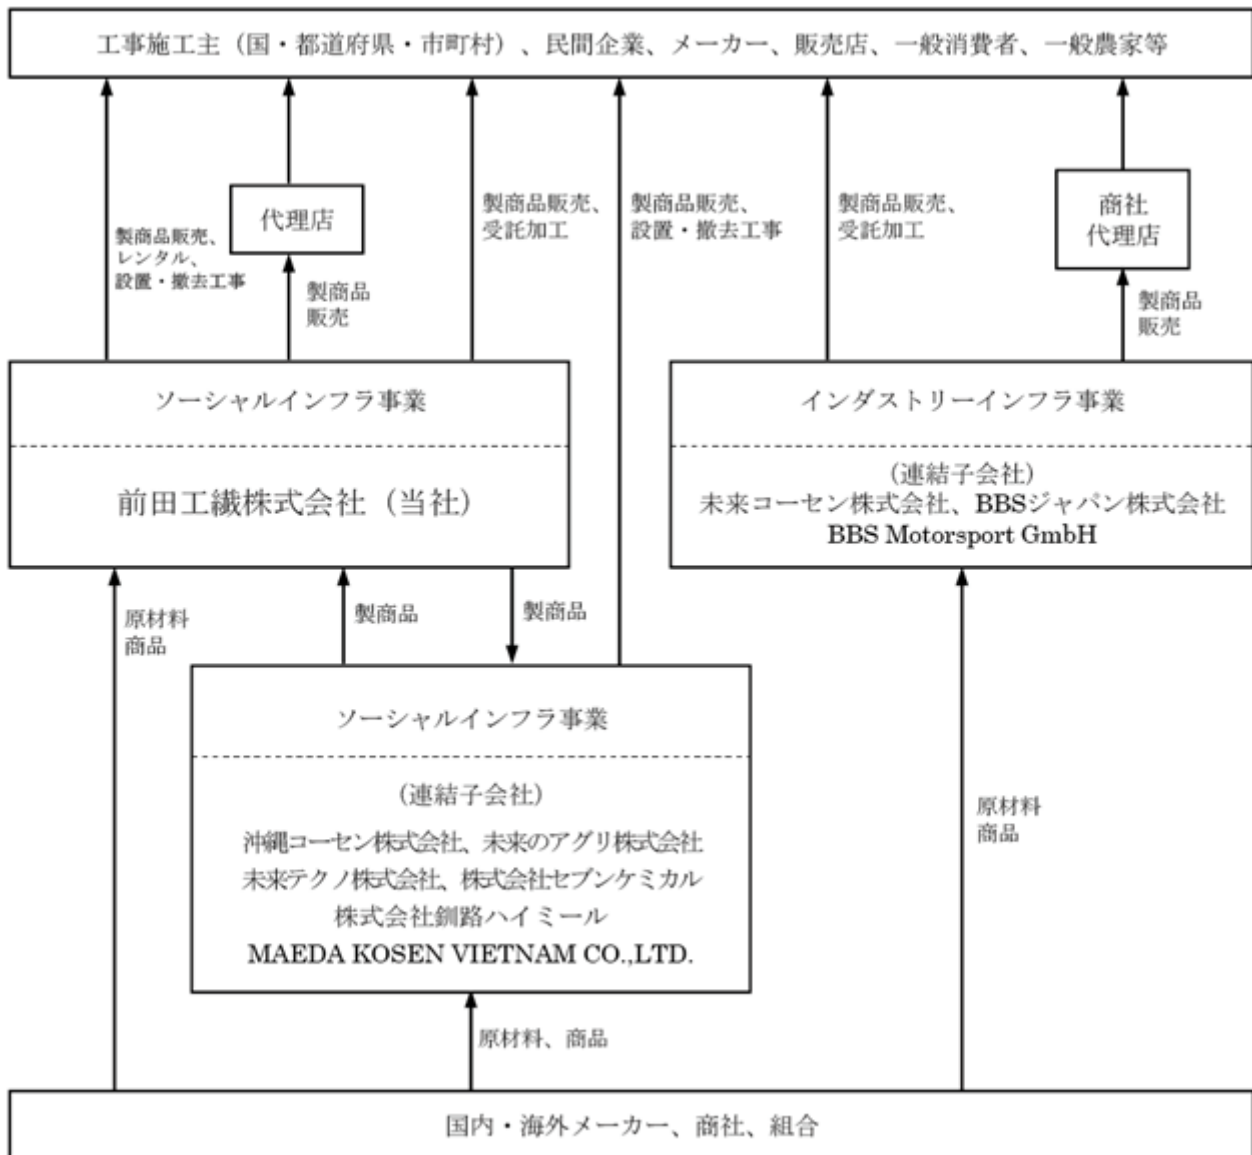 工事施工主（国・都道府県・市町村）、民間企業、メーカー、販売店、一般消費者、一般農家等
製商品販売、
レンタル、
設置・撤去工事
代理店
製商品
販売
製商品販売、
受託加工
製商品販売、
設置・撤去工事
製商品販売、
受託加工
商社
代理店
製商品
販売
ソーシャルインフラ事業
前田工繊株式会社（当社）
インダストリーインフラ事業
（連結子会社）
未来コーセン株式会社、BBSジャパン株式会社
BBS Motorsport GmbH
原材料
商品
製商品
製商品
ソーシャルインフラ事業
（連結子会社）
沖縄コーセン株式会社、未来のアグリ株式会社
未来テクノ株式会社、株式会社セブンケミカル
株式会社釧路ハイミール
MAEDA KOSEN VIETNAM CO.,LTD.
原材料
商品
原材料、商品
国内・海外メーカー、商社、組合